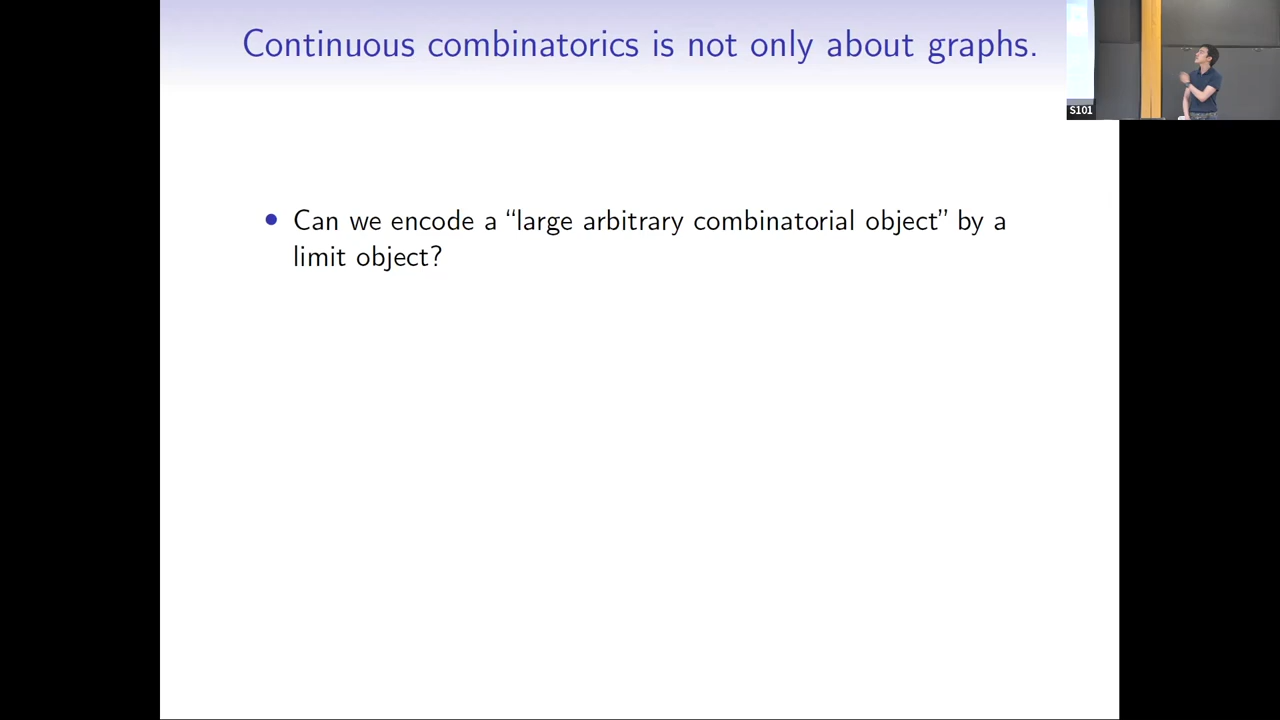 Continuous combinatorics is not only about graphs.
S101
• Can we encode a “large arbitrary combinatorial object” by a
limit object?